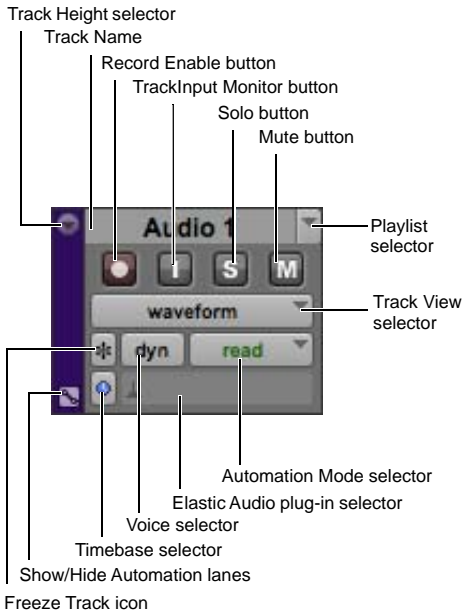 Track Height selector
Track Name
Record Enable button
TrackInput Monitor button
Solo button
Mute button
Audio 1
Playlist
selector
I S M
waveform
Track View
selector
dyn read
Automation Mode selector
Elastic Audio plug-in selector
Voice selector
Timebase selector
Show/Hide Automation lanes
Freeze Track icon